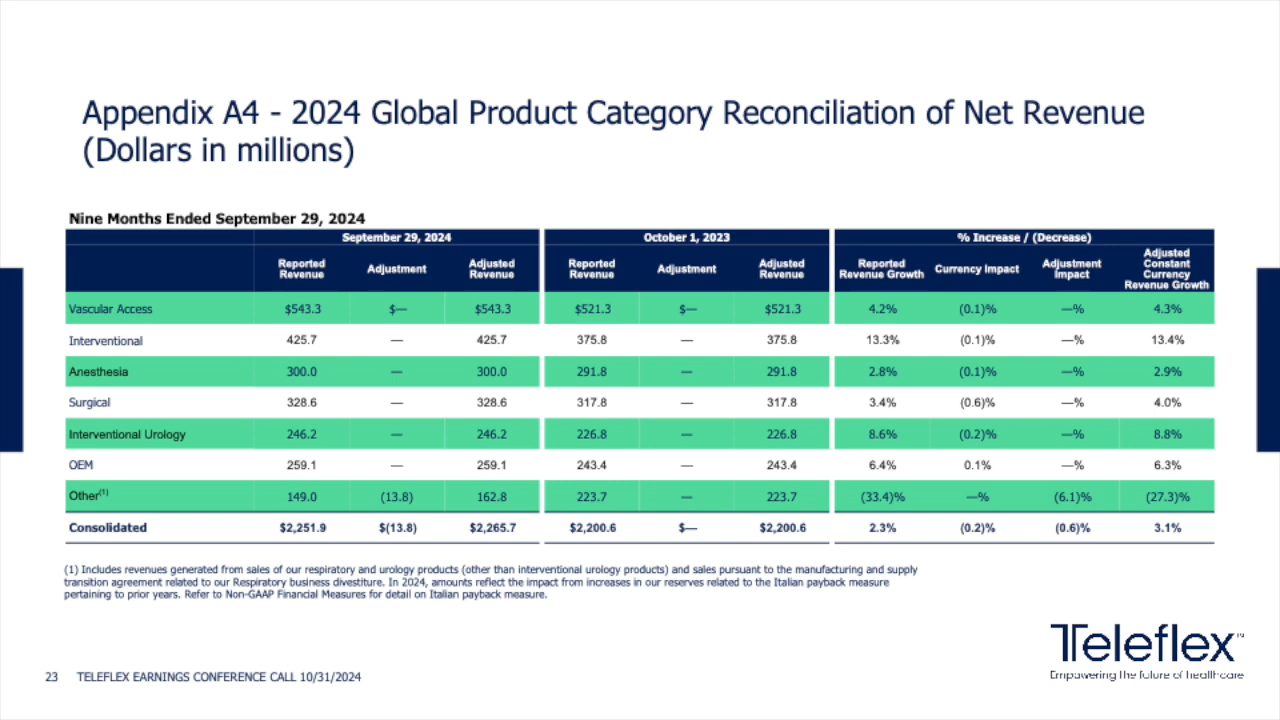 Appendix A4 - 2024 Global Product Category Reconciliation of Net Revenue
(Dollars in millions)
Nine Months Ended September 29, 2024
September 29, 2024 October 1, 2023 % Increase / (Decrease)
Reported Revenue Adjustment Adjusted Revenue Reported Revenue Adjustment Adjusted Revenue Reported Revenue Growth Currency Impact Adjustment Impact Adjusted Constant Currency Revenue Growth
Vascular Access $543.3 $— $543.3 $521.3 $— $521.3 4.2% (0.1)% —% 4.3%
Interventional 425.7 — 425.7 375.8 — 375.8 13.3% (0.1)% —% 13.4%
Anesthesia 300.0 — 300.0 291.8 — 291.8 2.8% (0.1)% —% 2.9%
Surgical 328.6 — 328.6 317.8 — 317.8 3.4% (0.6)% —% 4.0%
Interventional Urology 246.2 — 246.2 226.8 — 226.8 8.6% (0.2)% —% 8.8%
OEM 259.1 — 259.1 243.4 — 243.4 6.4% 0.1% —% 6.3%
Other(1) 149.0 (13.8) 162.8 223.7 — 223.7 (33.4)% —% (6.1)% (27.3)%
Consolidated $2,251.9 $(13.8) $2,265.7 $2,200.6 $— $2,200.6 2.3% (0.2)% (0.6)% 3.1%
(1) Includes revenues generated from sales of our respiratory and urology products (other than interventional urology products) and sales pursuant to the manufacturing and supply
transition agreement related to our Respiratory business divestiture. In 2024, amounts reflect the impact from increases in our reserves related to the Italian payback measure
pertaining to prior years. Refer to Non-GAAP Financial Measures for detail on Italian payback measure.
Teleflex™
Empowering the future of healthcare
23 TELEFLEX EARNINGS CONFERENCE CALL 10/31/2024